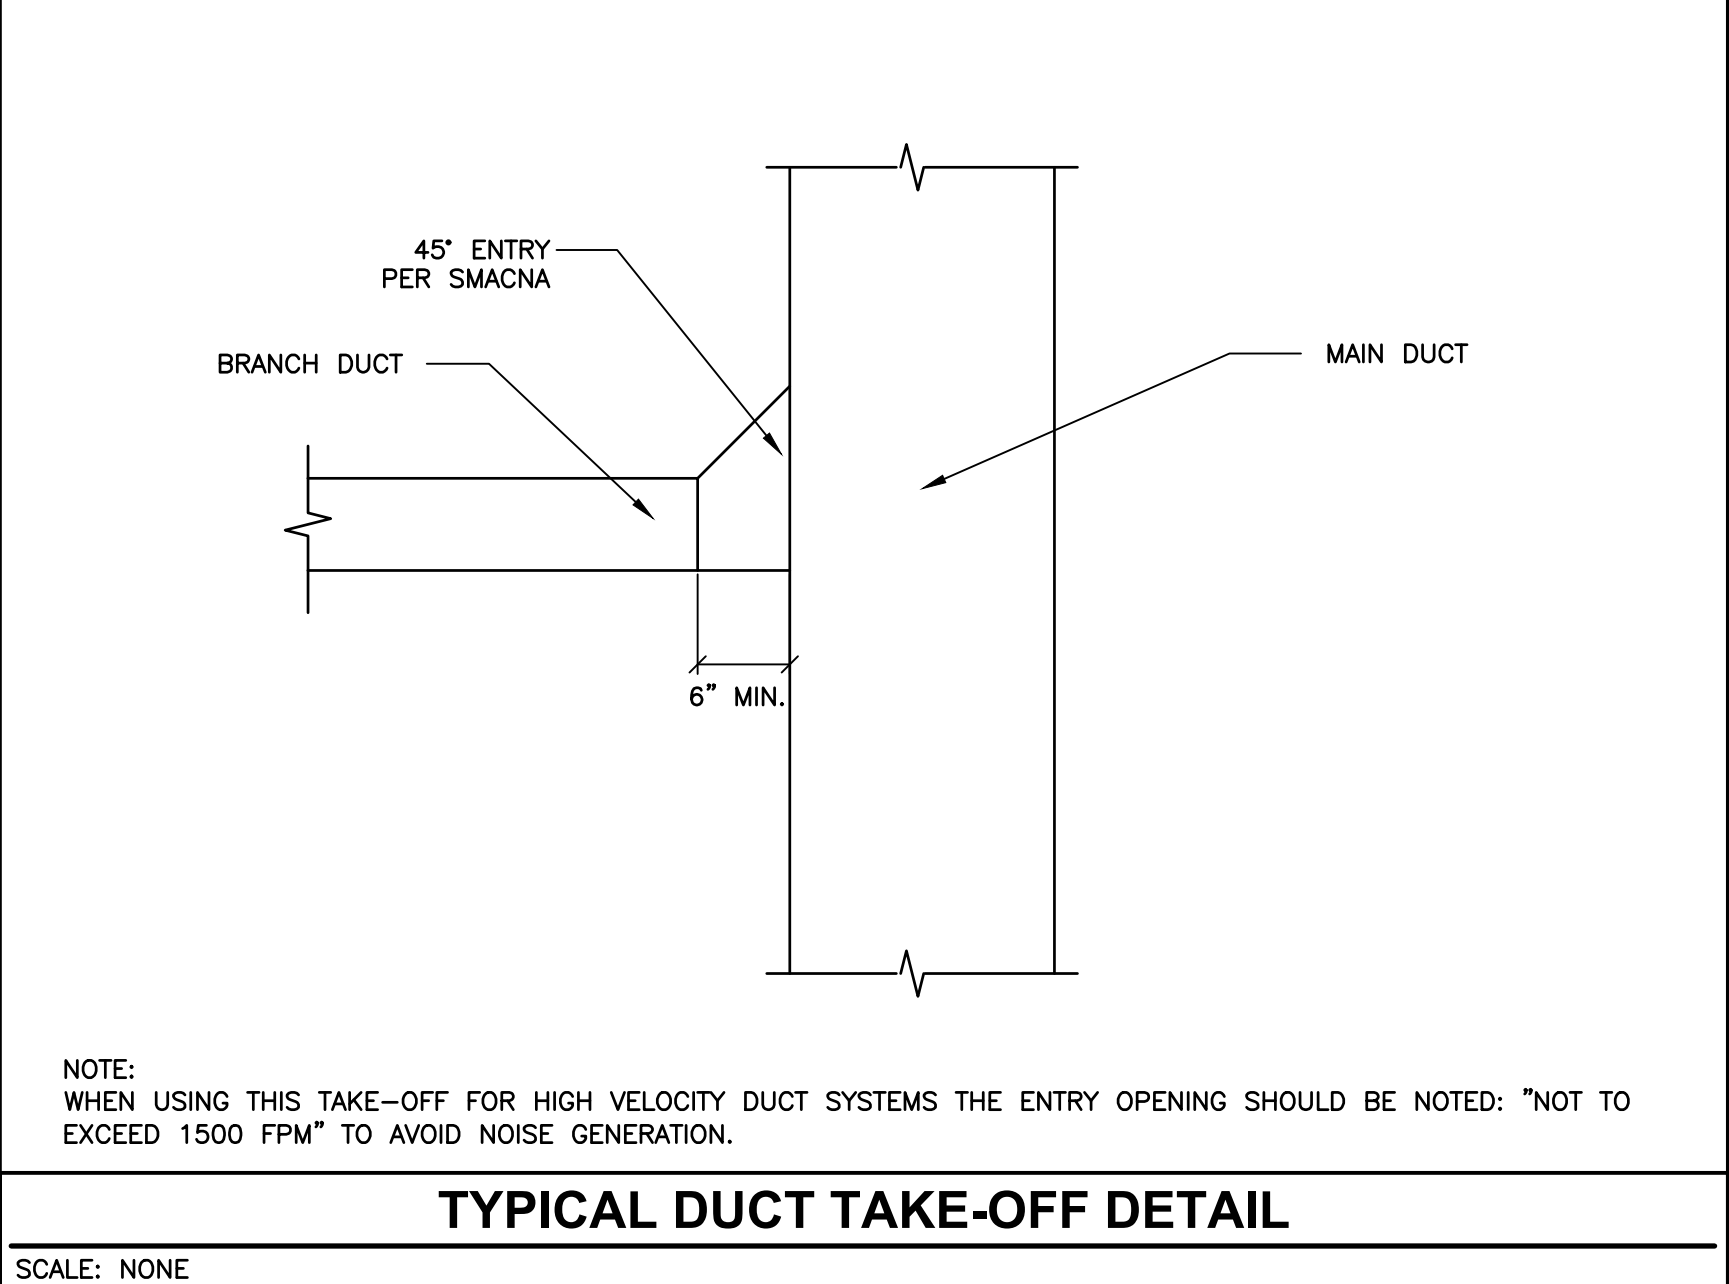 45° ENTRY
PER SMACNA
BRANCH DUCT
MAIN DUCT
6" MIN.
NOTE:
WHEN USING THIS TAKE-OFF FOR HIGH VELOCITY DUCT SYSTEMS THE ENTRY OPENING SHOULD BE NOTED: "NOT TO
EXCEED 1500 FPM" TO AVOID NOISE GENERATION.
TYPICAL DUCT TAKE-OFF DETAIL
SCALE: NONE